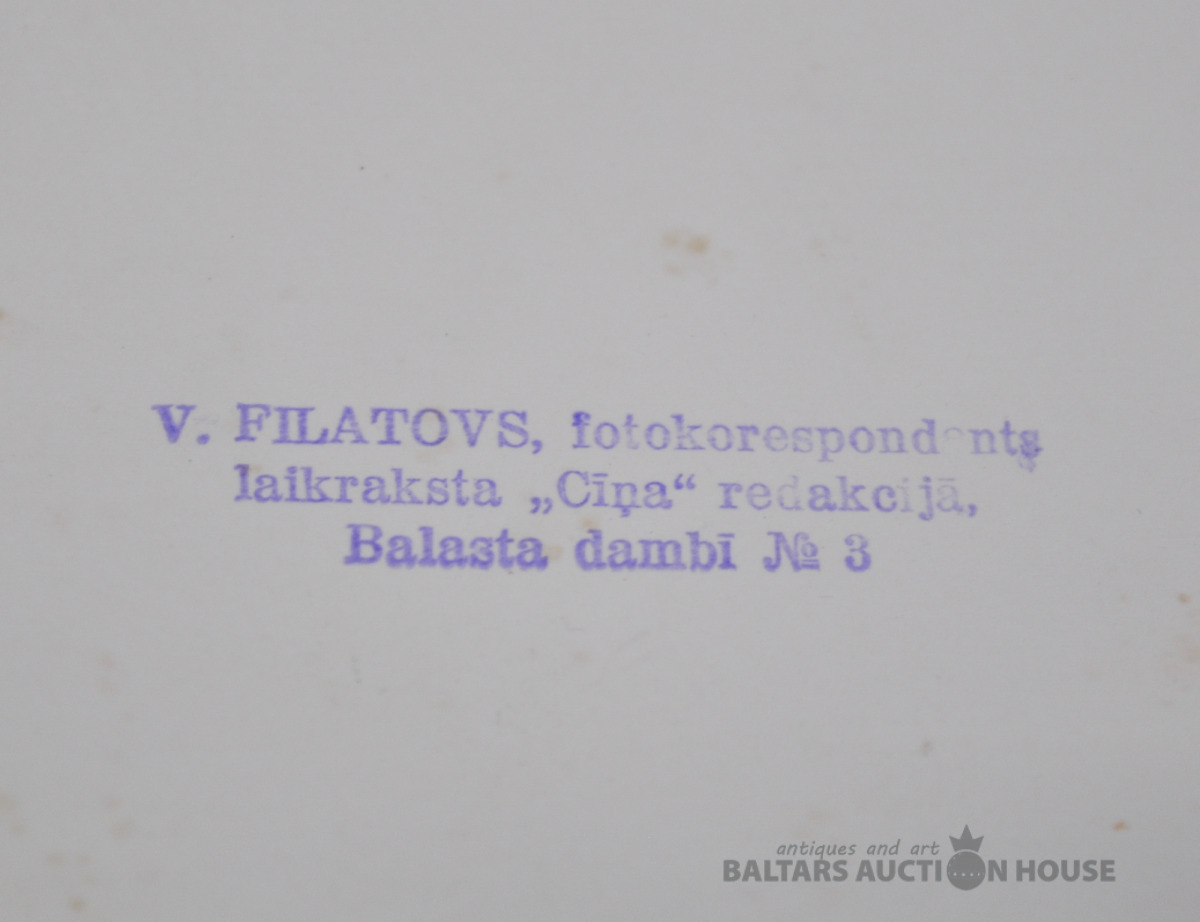 V. FILATOVS, fotokorespondents
laikraksta „Cīņa“ redakcijā,
Balasta dambī № 3
antiques and art
BALTARS AUCTION HOUSE